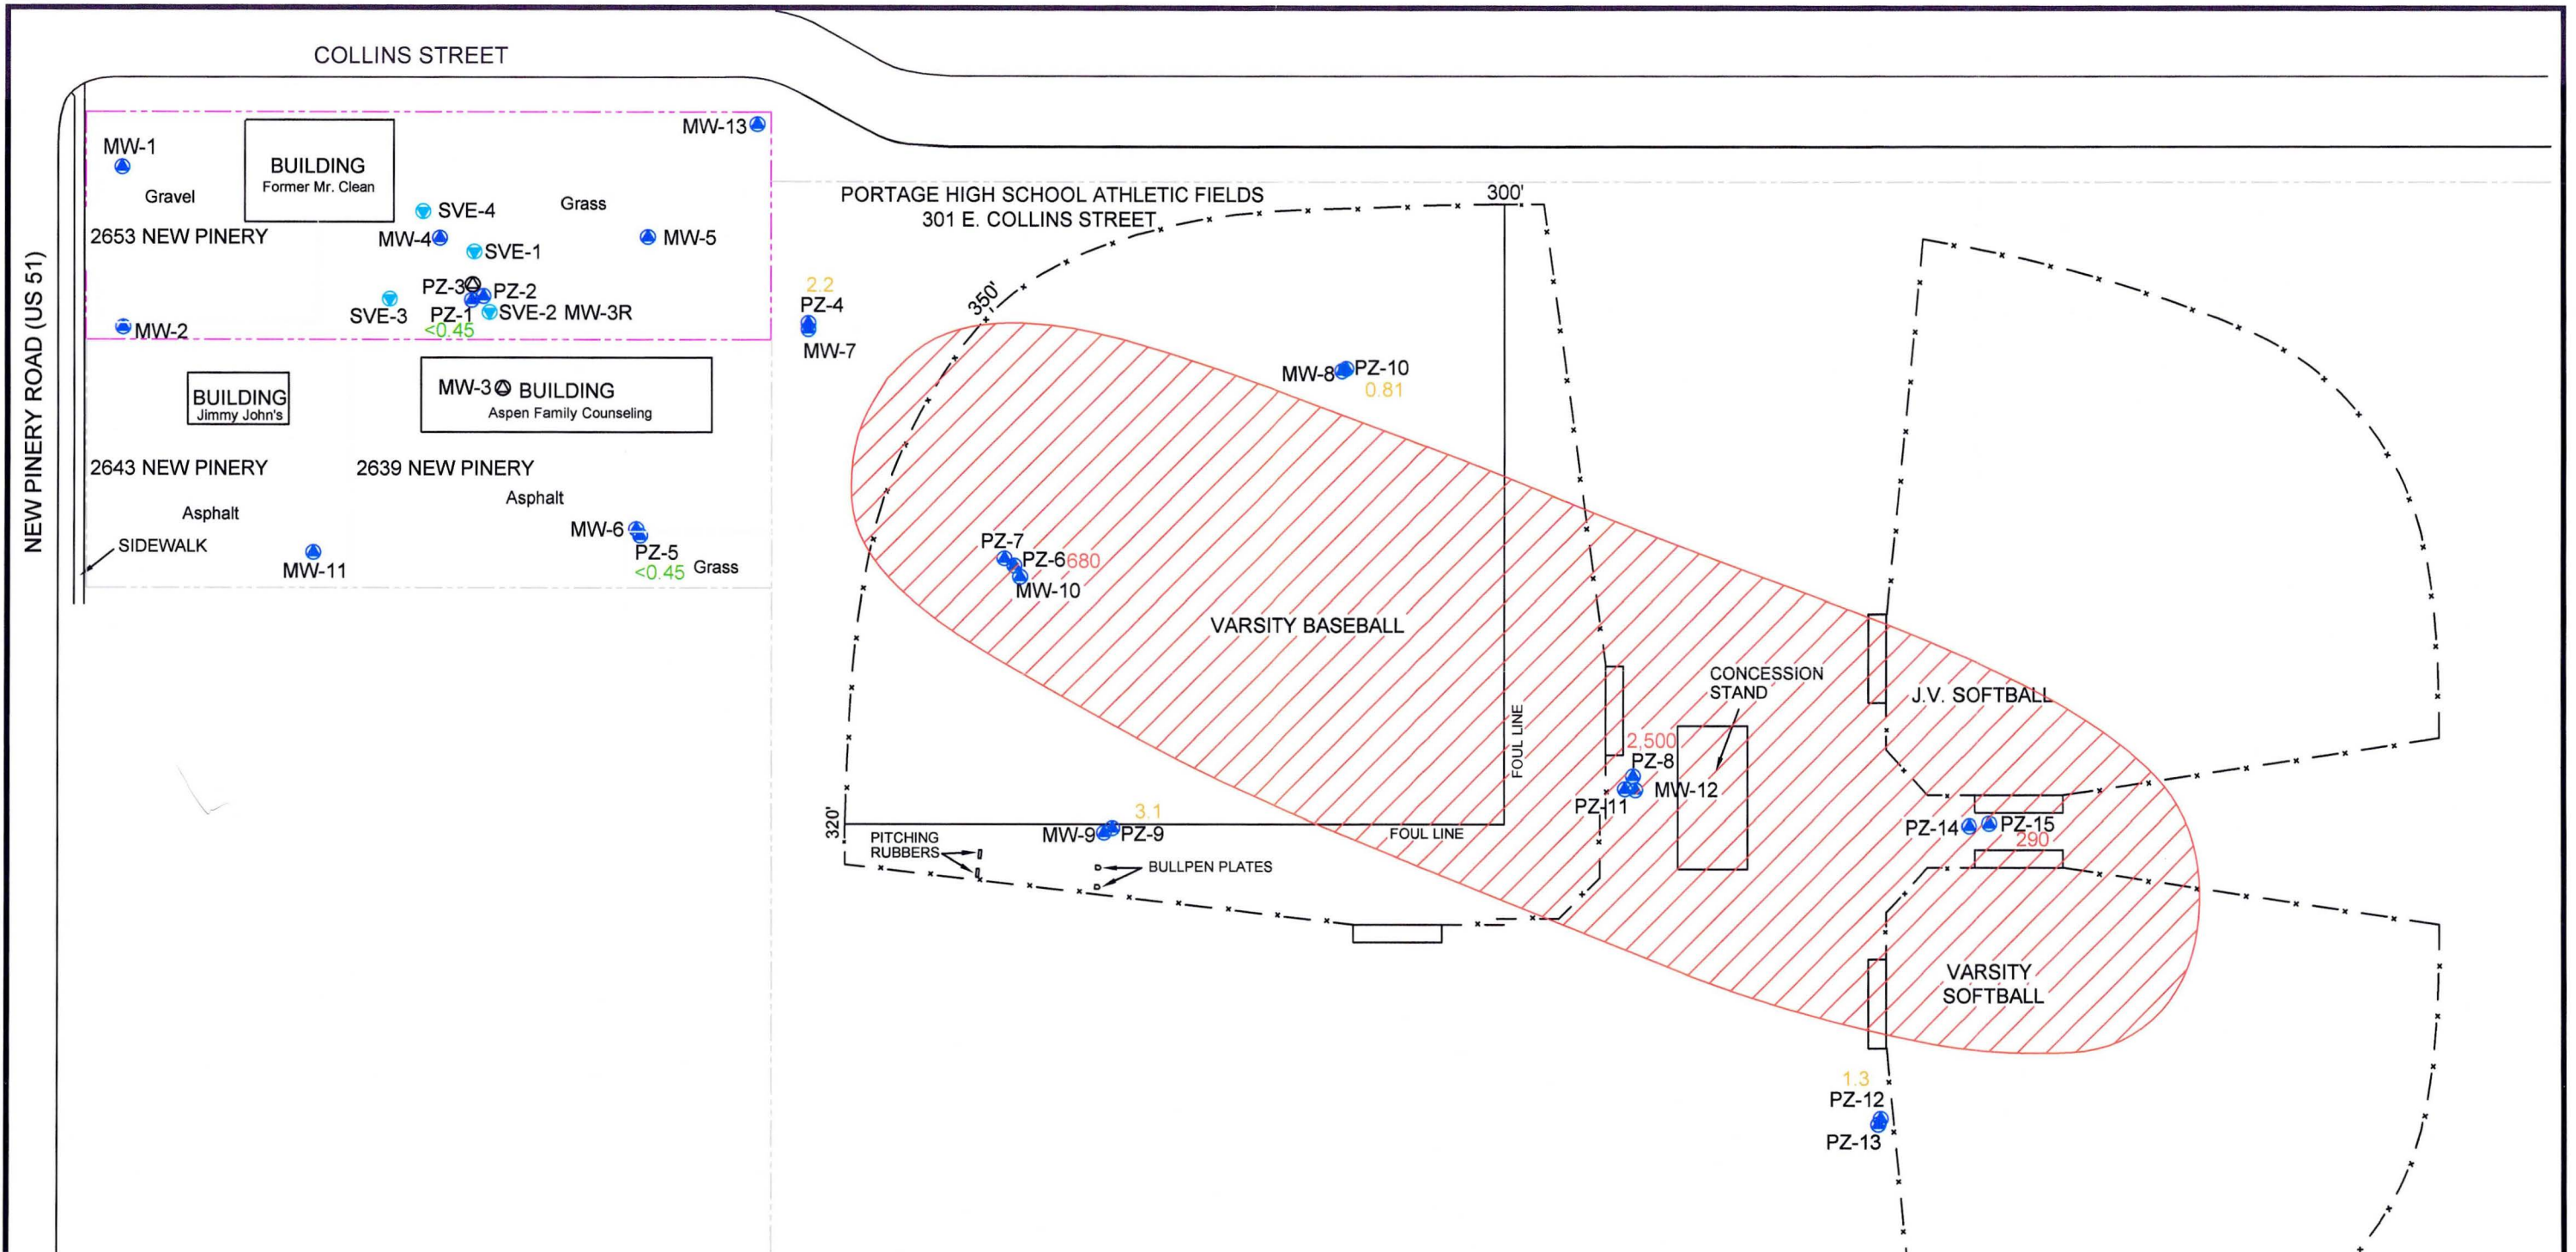 COLLINS STREET
NEW PINERY ROAD (US 51)
MW-13
MW-1
BUILDING
Former Mr. Clean
Gravel
SVE-4
Grass
2653 NEW PINERY
MW-4
MW-5
SVE-1
PZ-3
PZ-2
SVE-3
PZ-1
SVE-2 MW-3R
<0.45
MW-2
BUILDING
Jimmy John's
MW-3
BUILDING
Aspen Family Counseling
2643 NEW PINERY
2639 NEW PINERY
Asphalt
Asphalt
SIDEWALK
MW-11
MW-6
PZ-5
<0.45
Grass
PORTAGE HIGH SCHOOL ATHLETIC FIELDS
301 E. COLLINS STREET
300'
350'
2.2
PZ-4
MW-7
MW-8
PZ-10
0.81
PZ-7
PZ-6
680
MW-10
VARSITY BASEBALL
CONCESSION
STAND
J.V. SOFTBALL
FOUL LINE
2,500
PZ-8
MW-12
PZ-11
320'
3.1
MW-9
PZ-9
FOUL LINE
PITCHING
RUBBERS
BULLPEN PLATES
PZ-14
PZ-15
290
VARSITY
SOFTBALL
1.3
PZ-12
PZ-13